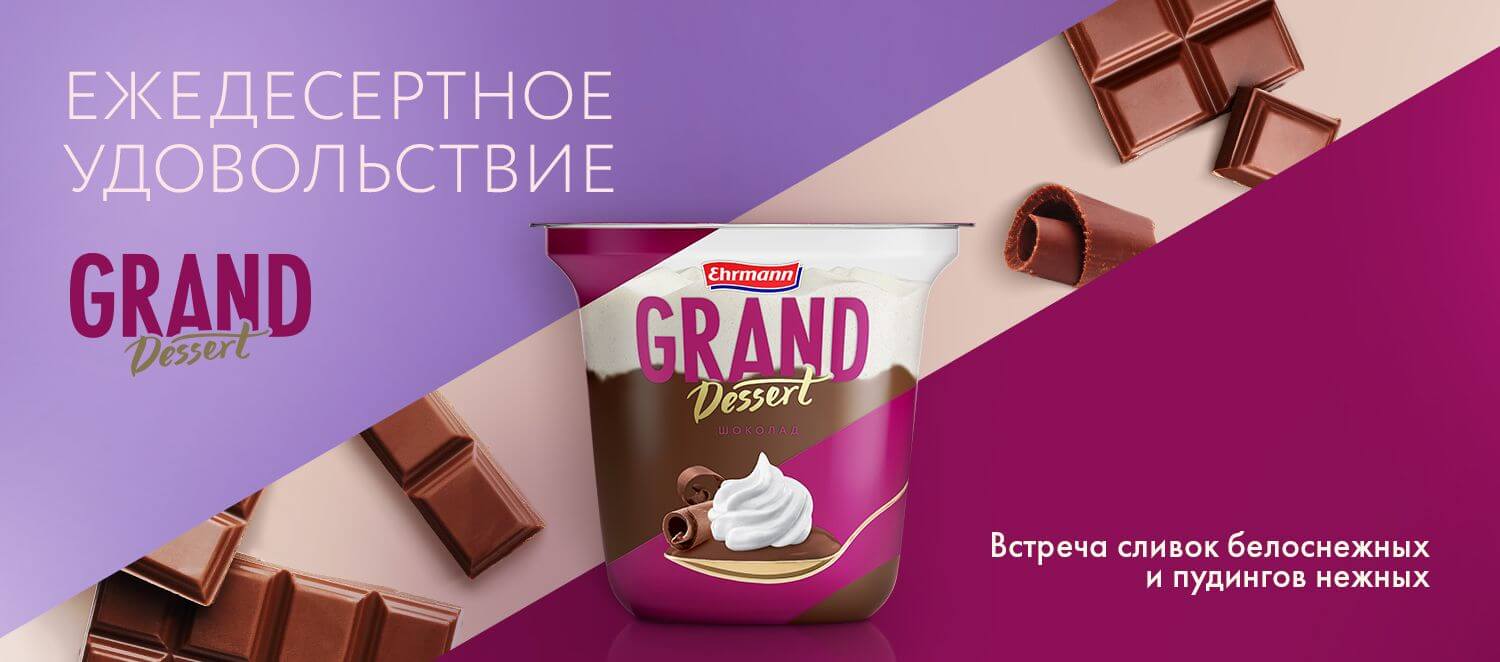 ЕЖЕДЕСЕРТНОЕ
УДОВОЛЬСТВИЕ
GRAND
Dessert
Ehrmann
GRAND
Dessert
ШОКОЛАД
Встреча сливок белоснежных
и пудингов нежных